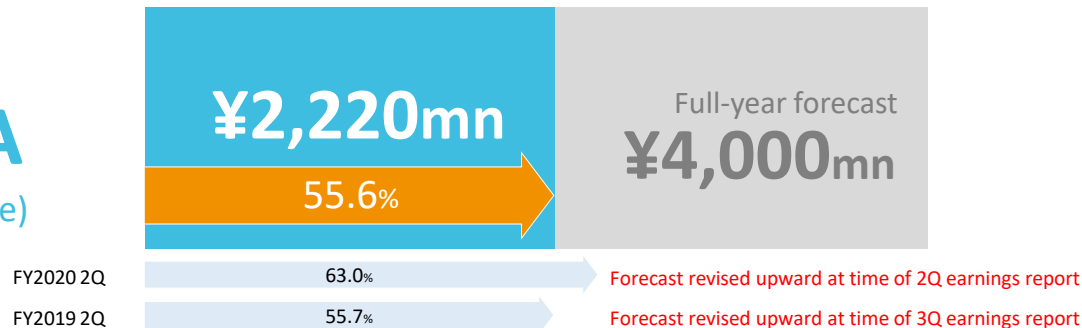 ¥2,220mn
Full-year forecast
¥4,000mn
A
e)
55.6%
FY2020 2Q 63.0% Forecast revised upward at time of 2Q earnings report
FY2019 2Q 55.7% Forecast revised upward at time of 3Q earnings report